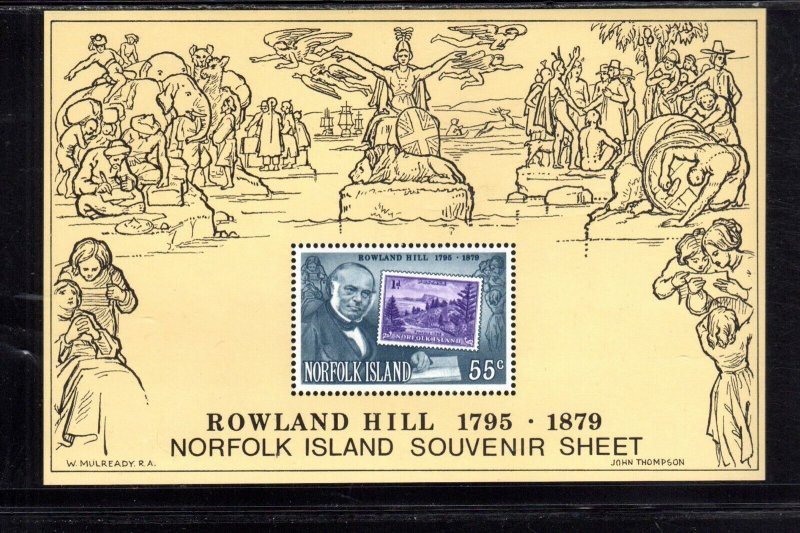 ROWLAND HILL 1795 · 1879
1d
NORFOLK ISLAND
NORFOLK ISLAND
55c
ROWLAND HILL 1795 · 1879
NORFOLK ISLAND SOUVENIR SHEET
W. MULREADY. R.A.
JOHN THOMPSON